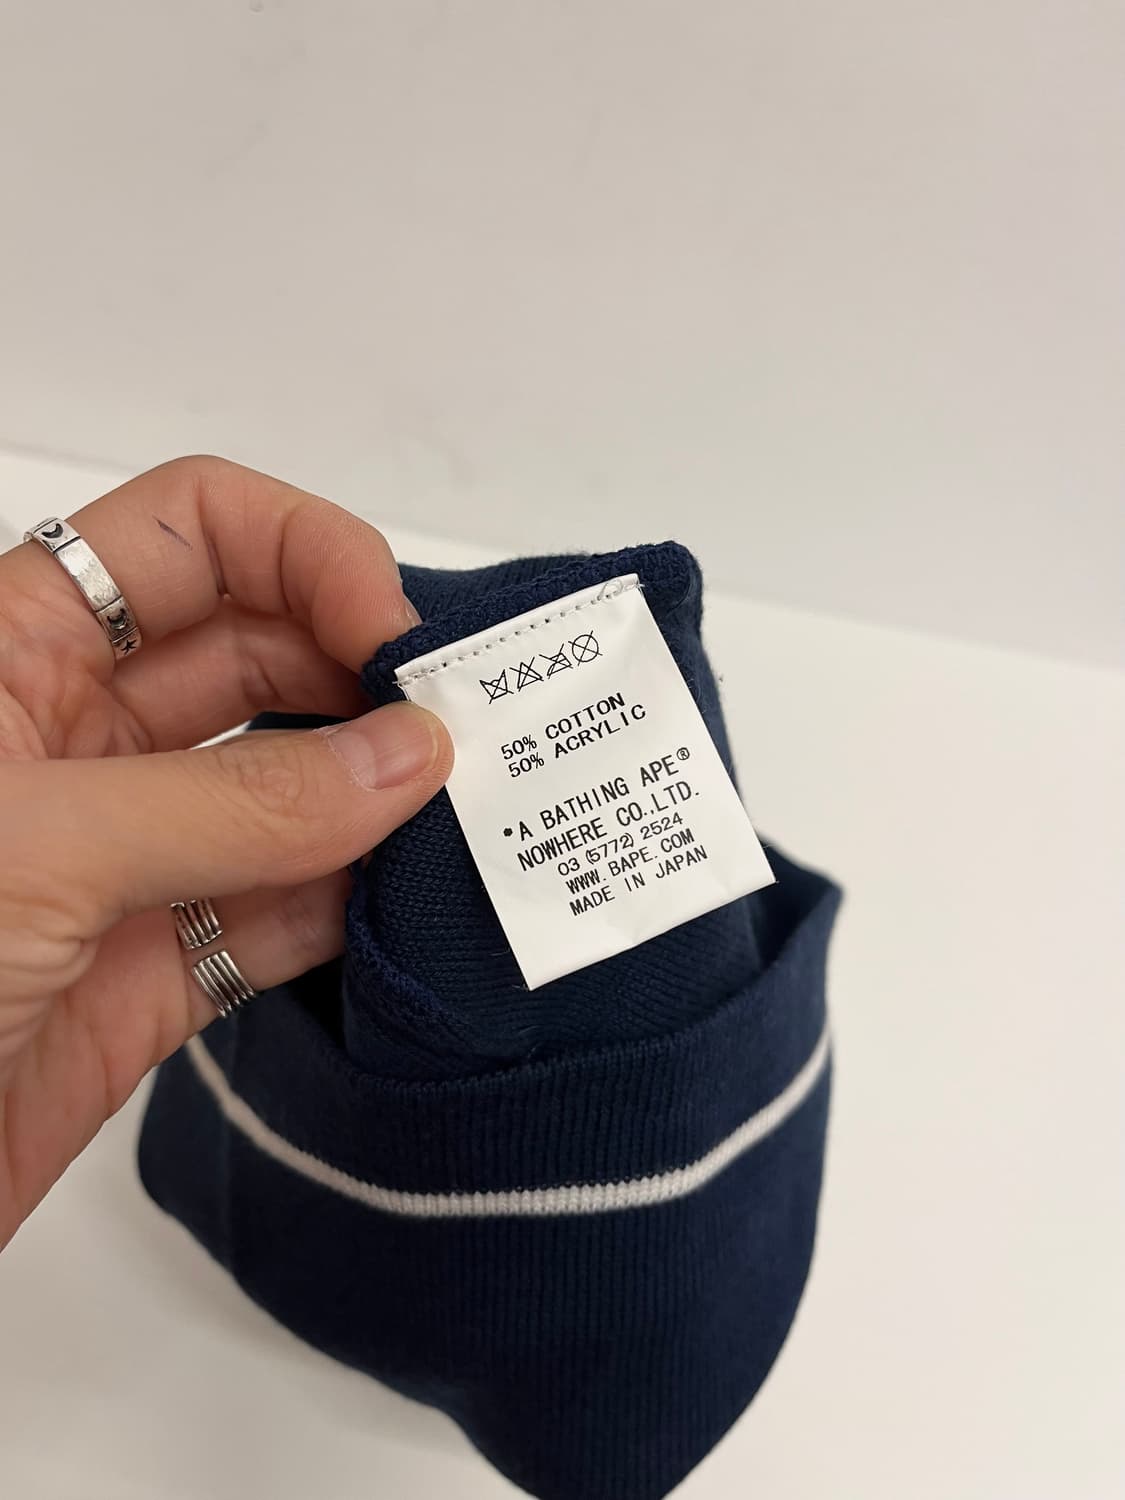 50% COTTON
50% ACRYLIC
*A BATHING APE®
NOWHERE CO.,LTD.
03 (5772) 2524
WWW.BAPE.COM
MADE IN JAPAN